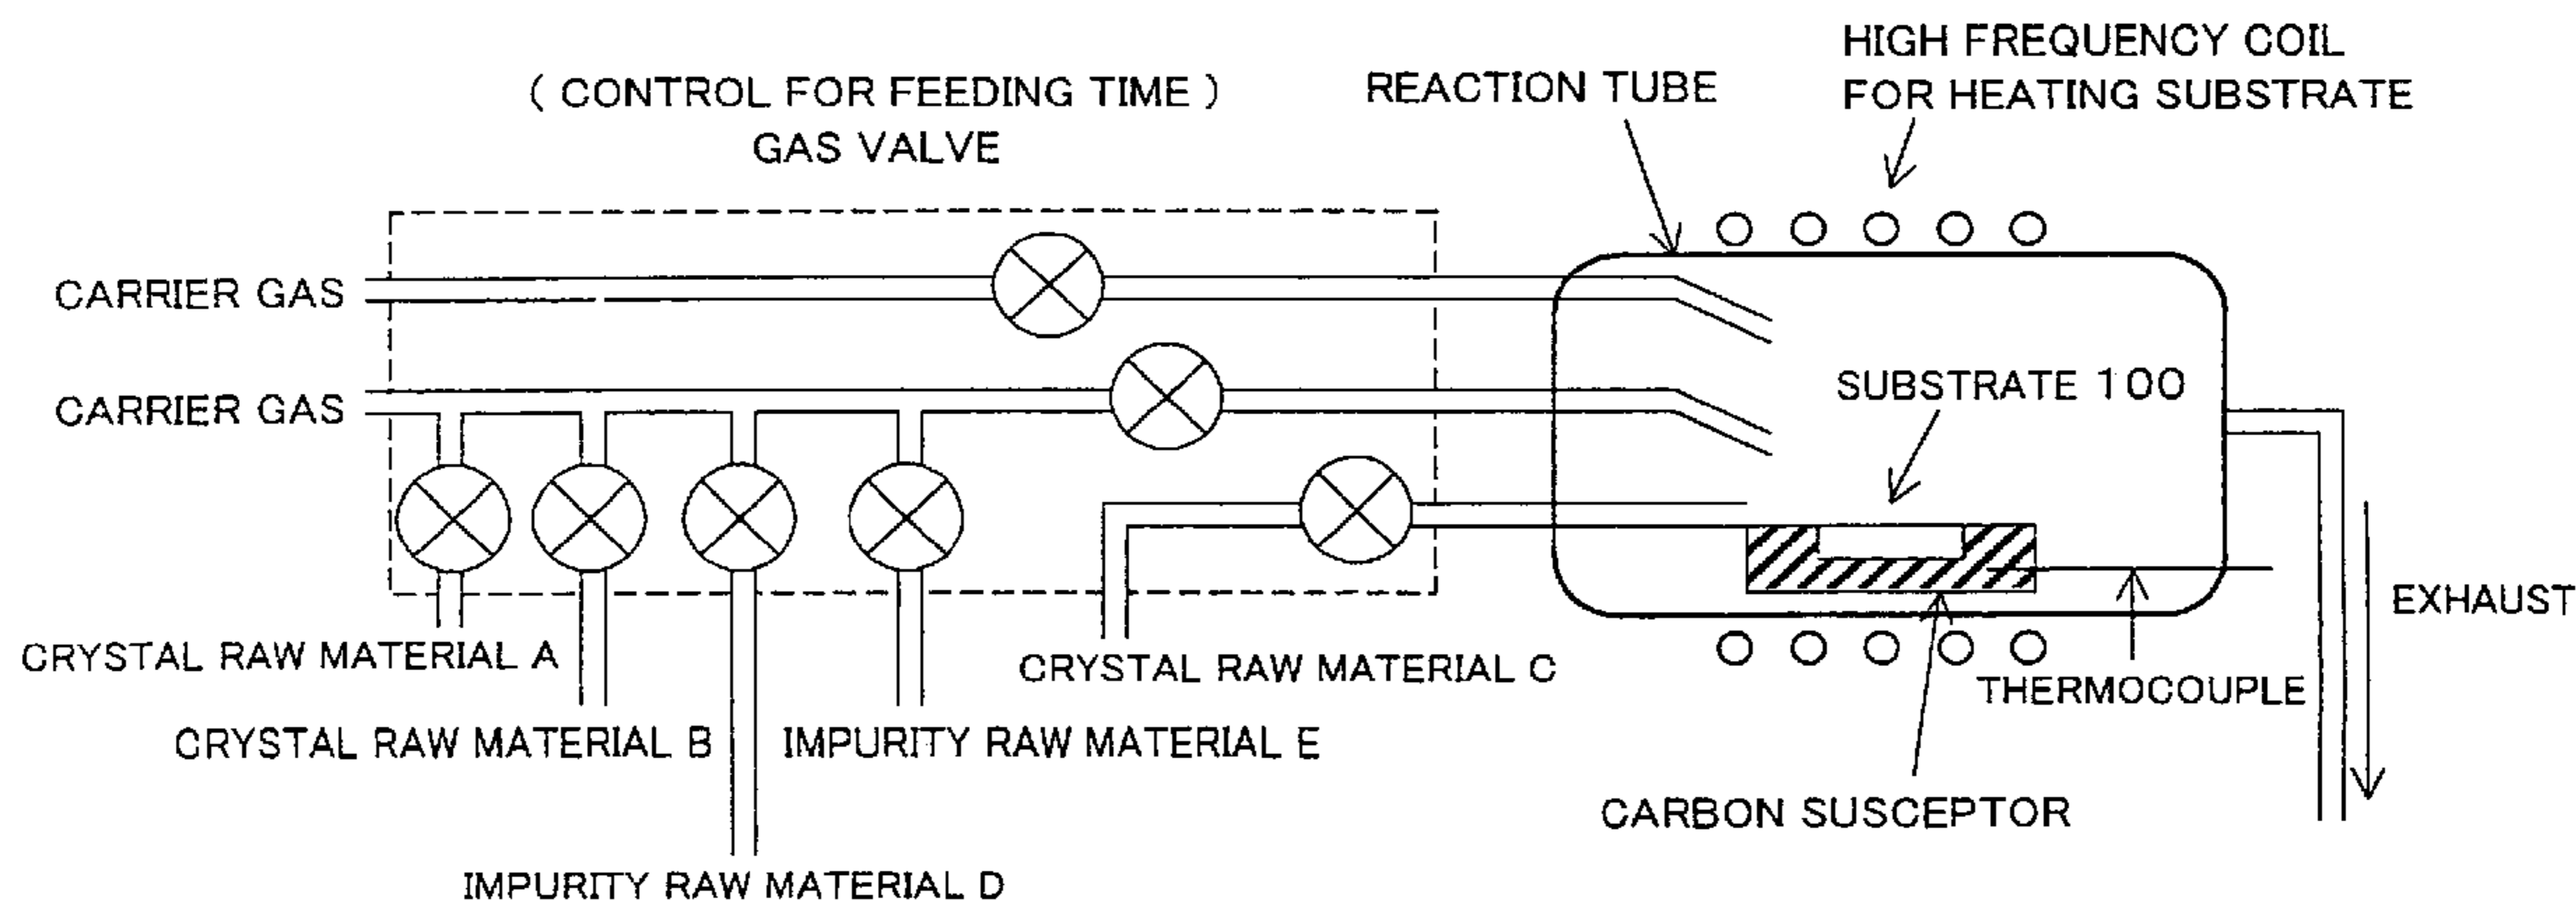 HIGH FREQUENCY COIL
FOR HEATING SUBSTRATE
REACTION TUBE
( CONTROL FOR FEEDING TIME )
GAS VALVE
CARRIER GAS
CARRIER GAS
SUBSTRATE 100
EXHAUST
CRYSTAL RAW MATERIAL A
CRYSTAL RAW MATERIAL C
THERMOCOUPLE
CRYSTAL RAW MATERIAL B
IMPURITY RAW MATERIAL E
CARBON SUSCEPTOR
IMPURITY RAW MATERIAL D